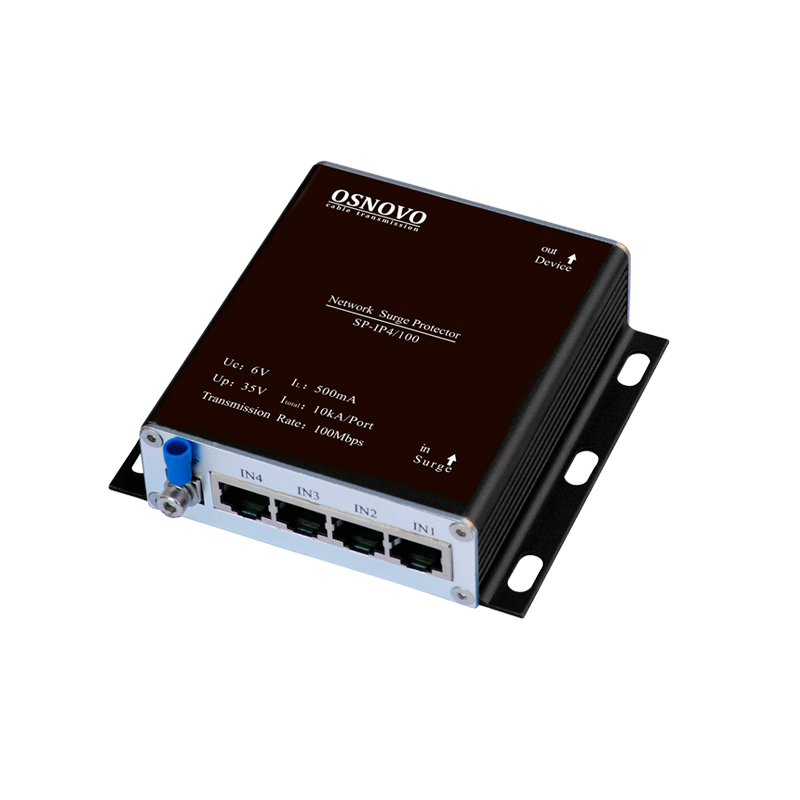 OSNOVO
cable transmission
out
Device
Network Surge Protector
SP-IP4/100
Uc: 6V IL: 500mA
Up: 35V Itotal: 10kA/Port
Transmission Rate: 100Mbps
in
Surge
IN4 IN3 IN2 IN1